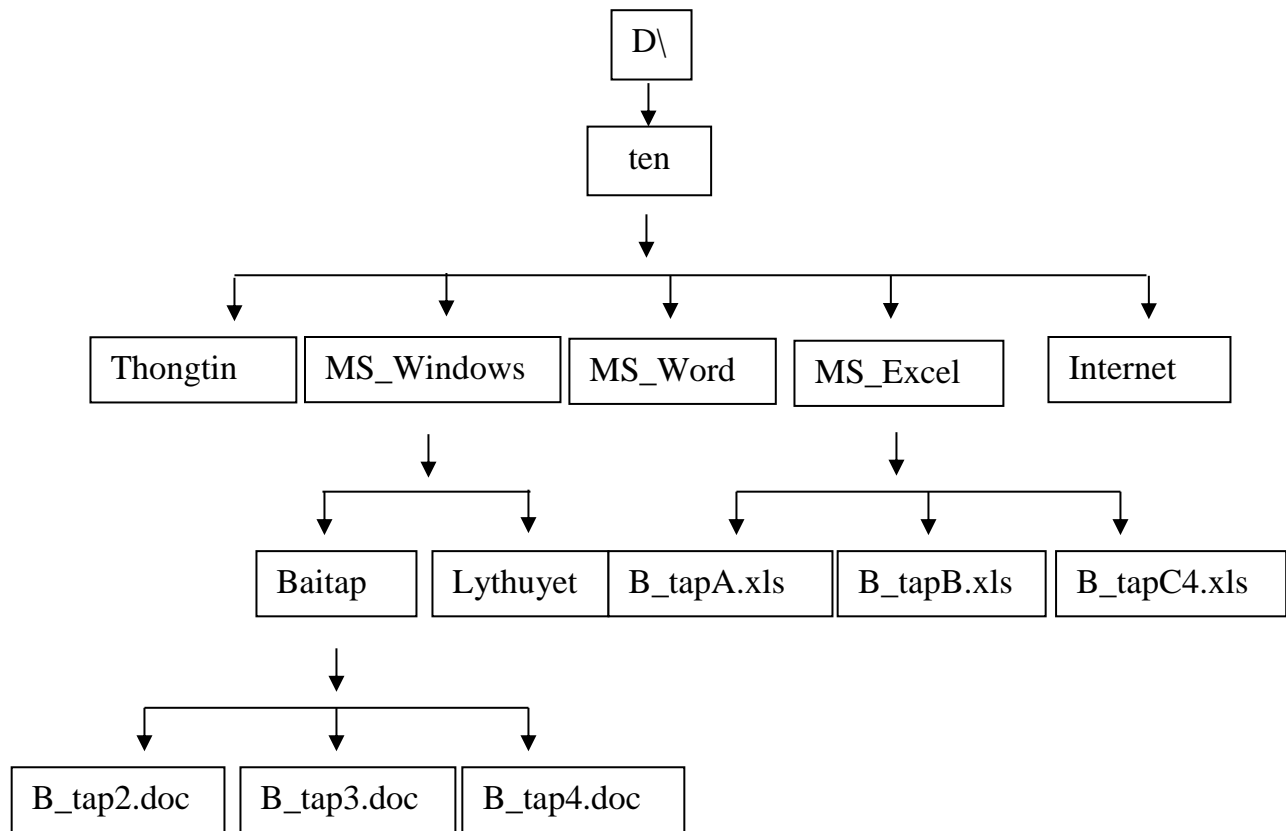 D\
ten
Thongtin
MS_Windows
MS_Word
MS_Excel
Internet
Baitap
Lythuyet
B_tapA.xls
B_tapB.xls
B_tapC4.xls
B_tap2.doc
B_tap3.doc
B_tap4.doc